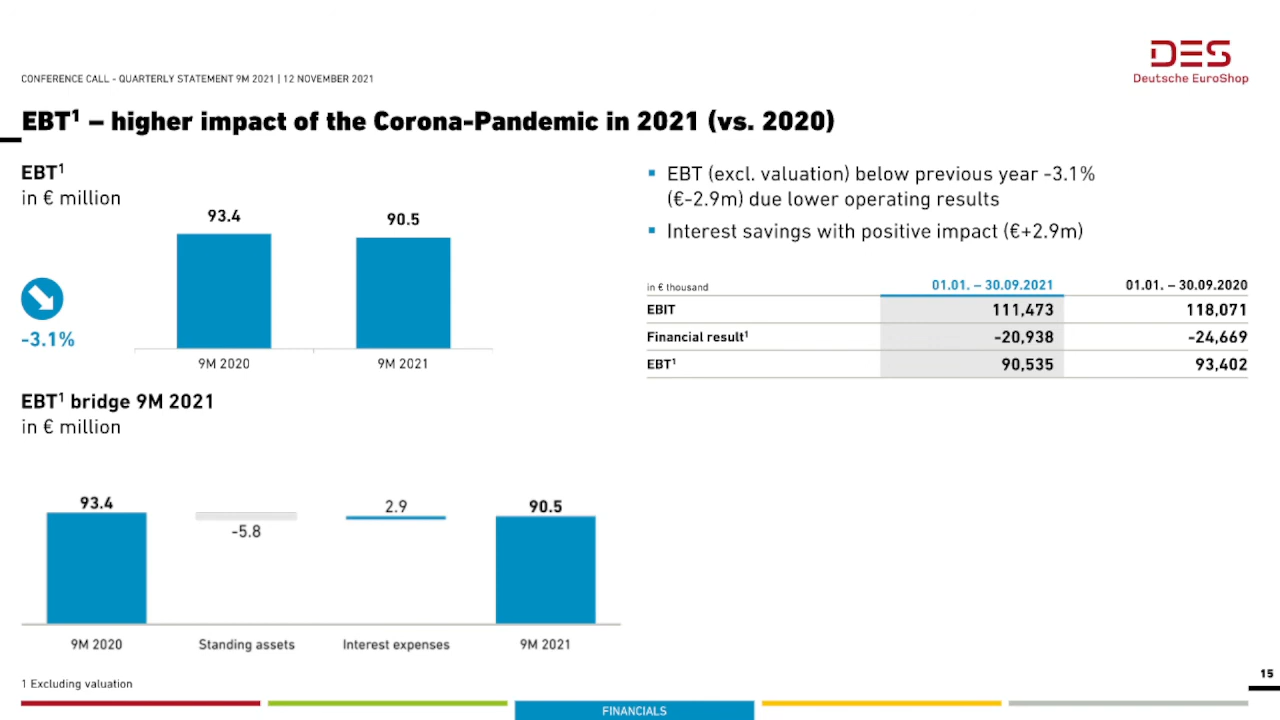 DES
Deutsche EuroShop
CONFERENCE CALL - QUARTERLY STATEMENT 9M 2021 | 12 NOVEMBER 2021
EBT¹ – higher impact of the Corona-Pandemic in 2021 (vs. 2020)
EBT¹
in € million
93.4
90.5
-3.1%
9M 2020
9M 2021
EBT¹ bridge 9M 2021
in € million
93.4
-5.8
2.9
90.5
9M 2020
Standing assets
Interest expenses
9M 2021
▪ EBT (excl. valuation) below previous year -3.1%
(€-2.9m) due lower operating results
▪ Interest savings with positive impact (€+2.9m)
in € thousand 01.01. – 30.09.2021 01.01. – 30.09.2020
EBIT 111,473 118,071
Financial result¹ -20,938 -24,669
EBT¹ 90,535 93,402
1 Excluding valuation
15
FINANCIALS